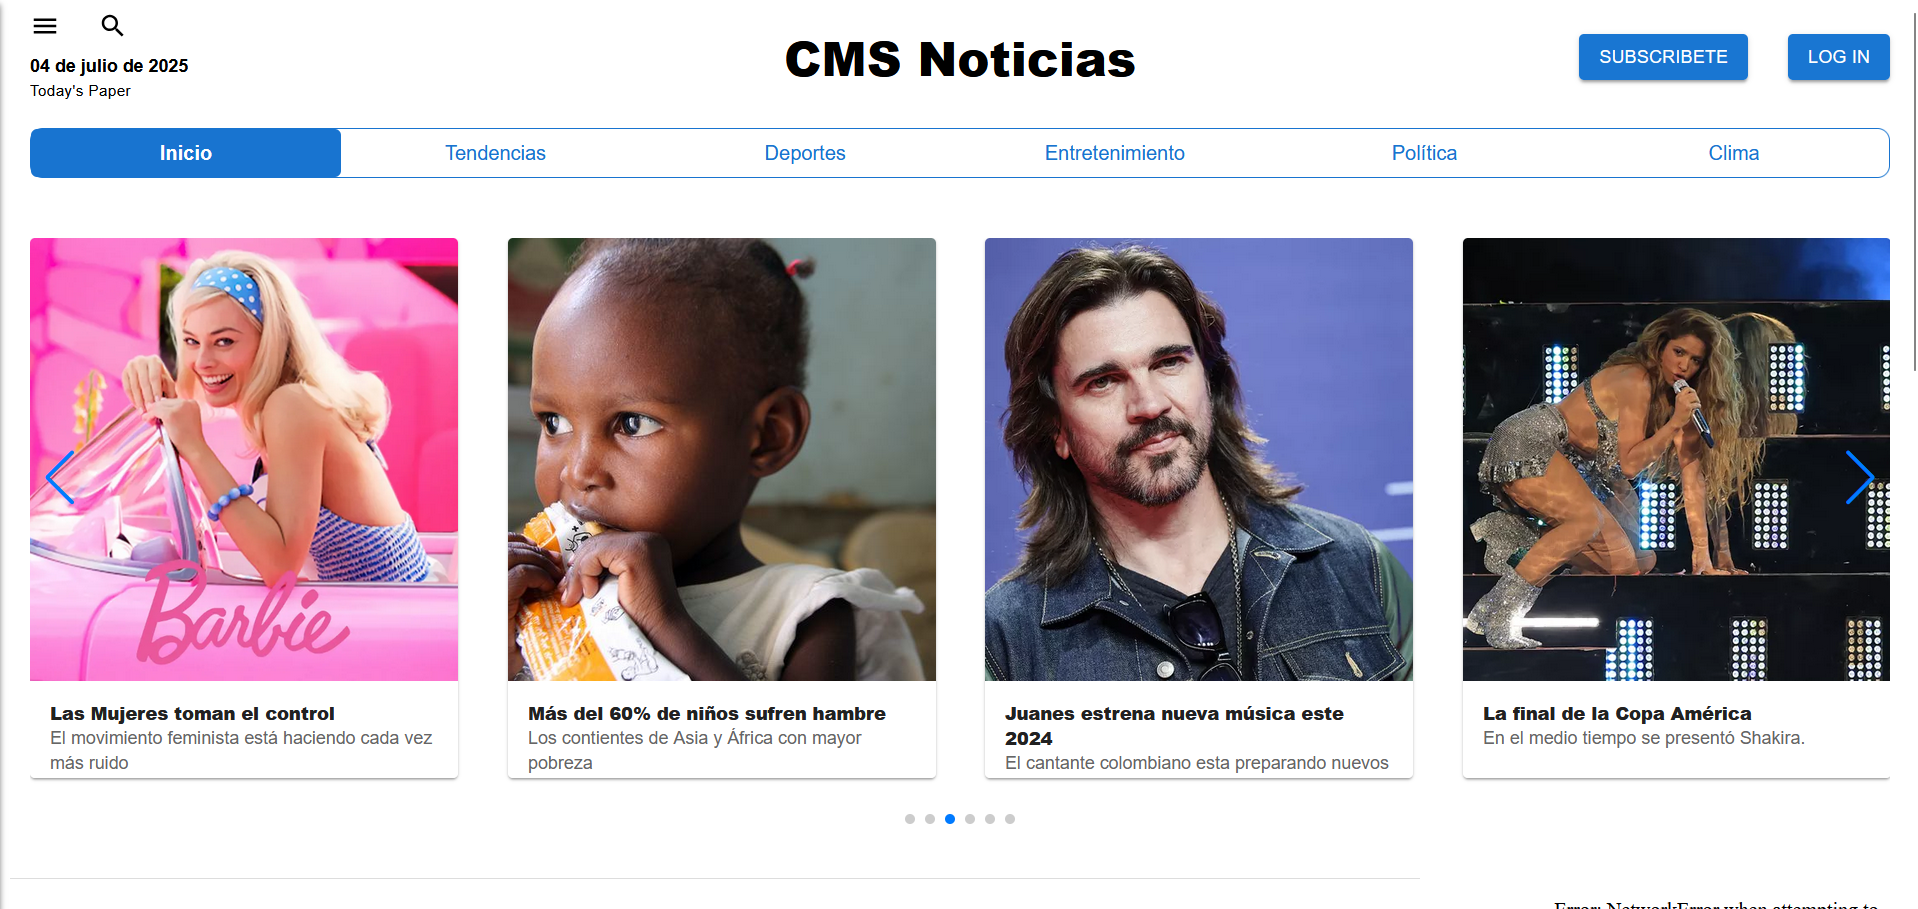 04 de julio de 2025
Today's Paper
CMS Noticias
SUBSCRIBETE
LOG IN
Inicio
Tendencias
Deportes
Entretenimiento
Política
Clima
Barbie
Las Mujeres toman el control
El movimiento feminista está haciendo cada vez
más ruido
Más del 60% de niños sufren hambre
Los contientes de Asia y África con mayor
pobreza
Juanes estrena nueva música este
2024
El cantante colombiano esta preparando nuevos
La final de la Copa América
En el medio tiempo se presentó Shakira.
Error: NetworkError when attempting to